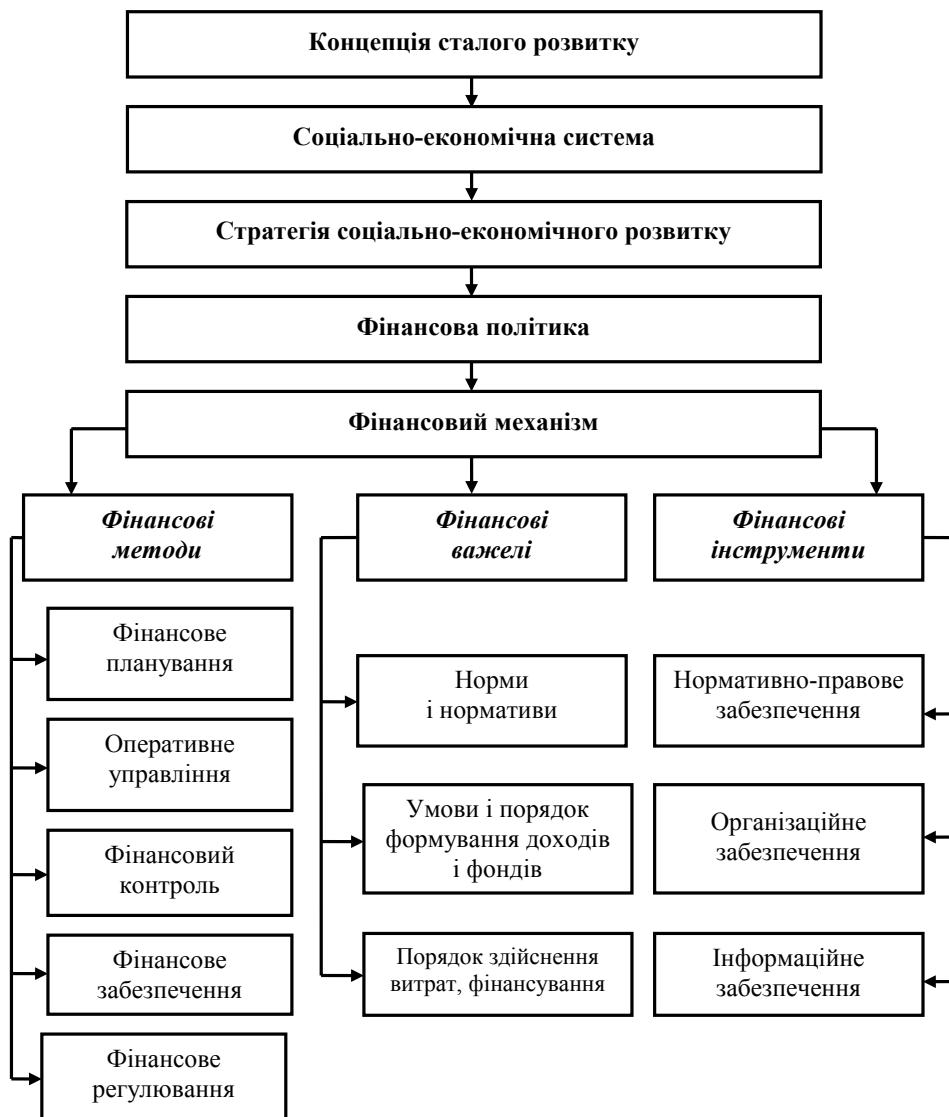 Концепція сталого розвитку
Соціально-економічна система
Стратегія соціально-економічного розвитку
Фінансова політика
Фінансовий механізм
Фінансові
методи
Фінансове
планування
Оперативне
управління
Фінансовий
контроль
Фінансове
забезпечення
Фінансове
регулювання
Фінансові
важелі
Норми
і нормативи
Умови і порядок
формування доходів
і фондів
Порядок здійснення
витрат, фінансування
Фінансові
інструменти
Нормативно-правове
забезпечення
Організаційне
забезпечення
Інформаційне
забезпечення